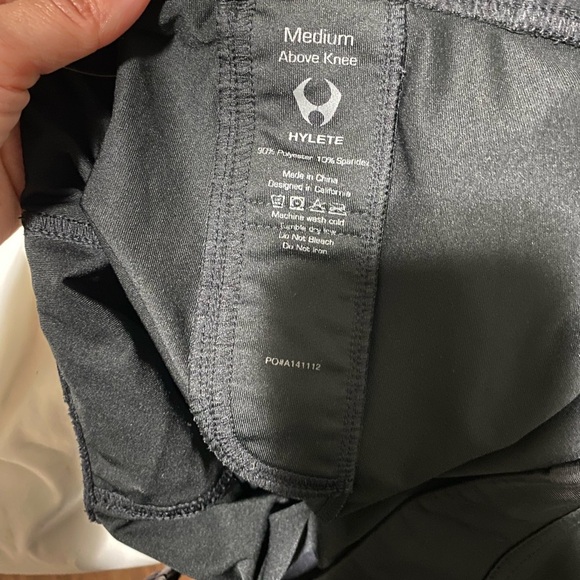 Medium
Above Knee
HYLETE
90% Polyester 10% Spandex
Made in China
Designed in California
Machine wash cold
Tumble dry low
Do Not Bleach
Do Not Iron
PO#A141112